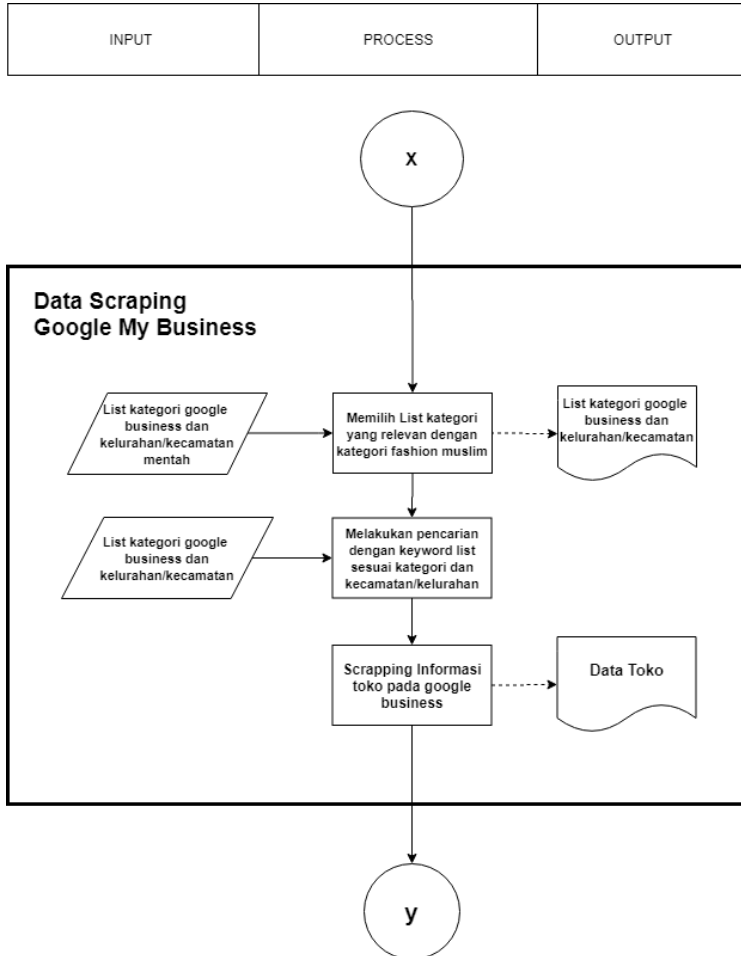 INPUT
PROCESS
OUTPUT
x
Data Scraping
Google My Business
List kategori google
business dan
kelurahan/kecamatan
mentah
Memilih List kategori
yang relevan dengan
kategori fashion muslim
List kategori google
business dan
kelurahan/kecamatan
List kategori google
business dan
kelurahan/kecamatan
Melakukan pencarian
dengan keyword list
sesuai kategori dan
kecamatan/kelurahan
Scrapping Informasi
toko pada google
business
Data Toko
y